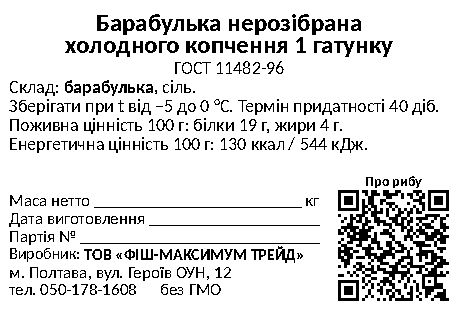 Барабулька нерозібрана
холодного копчення 1 гатунку
ГОСТ 11482-96
Склад: барабулька, сіль.
Зберігати при t від −5 до 0 °С. Термін придатності 40 діб.
Поживна цінність 100 г: білки 19 г, жири 4 г.
Енергетична цінність 100 г: 130 ккал / 544 кДж.
Про рибу
Маса нетто ________________________ кг
Дата виготовлення ___________________
Партія № ___________________________
Виробник: ТОВ «ФІШ-МАКСИМУМ ТРЕЙД»
м. Полтава, вул. Героїв ОУН, 12
тел. 050-178-1608 без ГМО